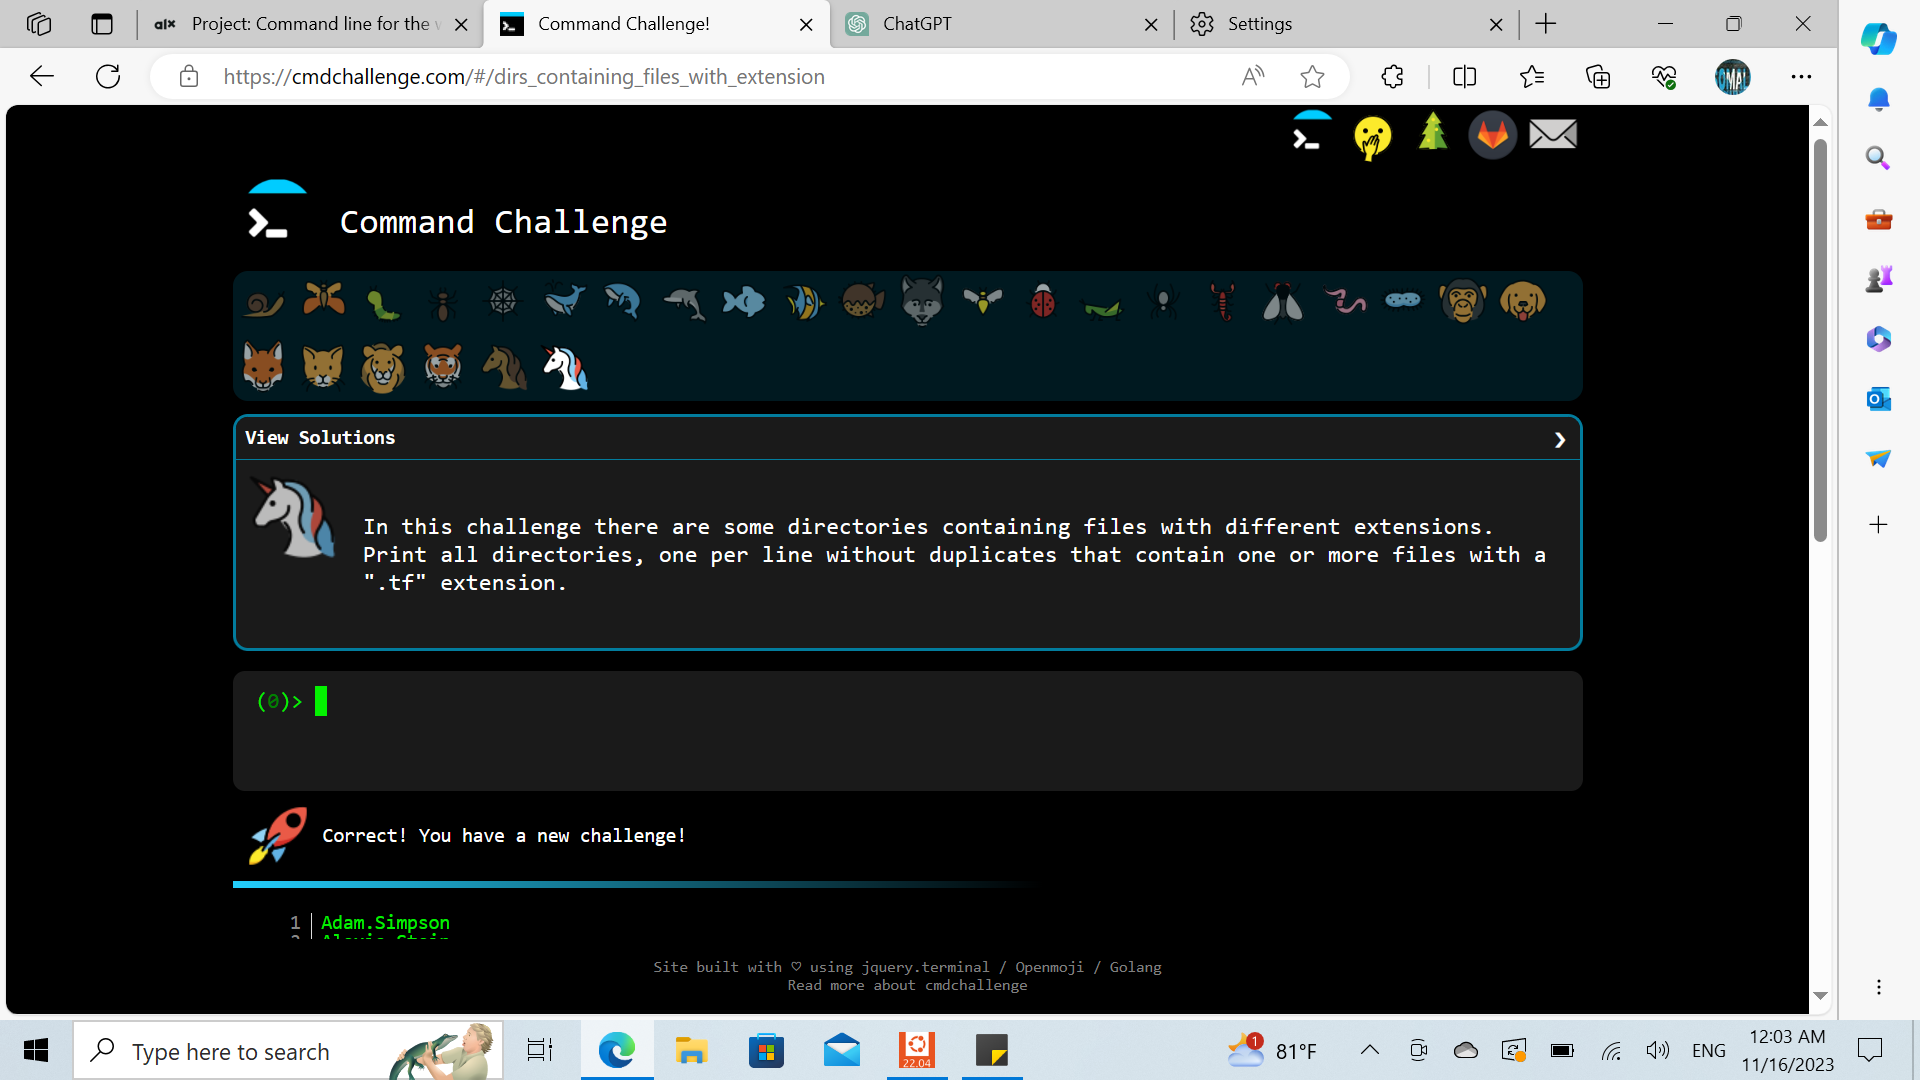 alx Project: Command line for the w
Command Challenge!
ChatGPT
Settings
https://cmdchallenge.com/#/dirs_containing_files_with_extension
Command Challenge
View Solutions
In this challenge there are some directories containing files with different extensions.
Print all directories, one per line without duplicates that contain one or more files with a
".tf" extension.
(0)>
Correct! You have a new challenge!
1 Adam.Simpson
Site built with ♡ using jquery.terminal / Openmoji / Golang
Read more about cmdchallenge
Type here to search
22.04
1
81°F
ENG
12:03 AM
11/16/2023